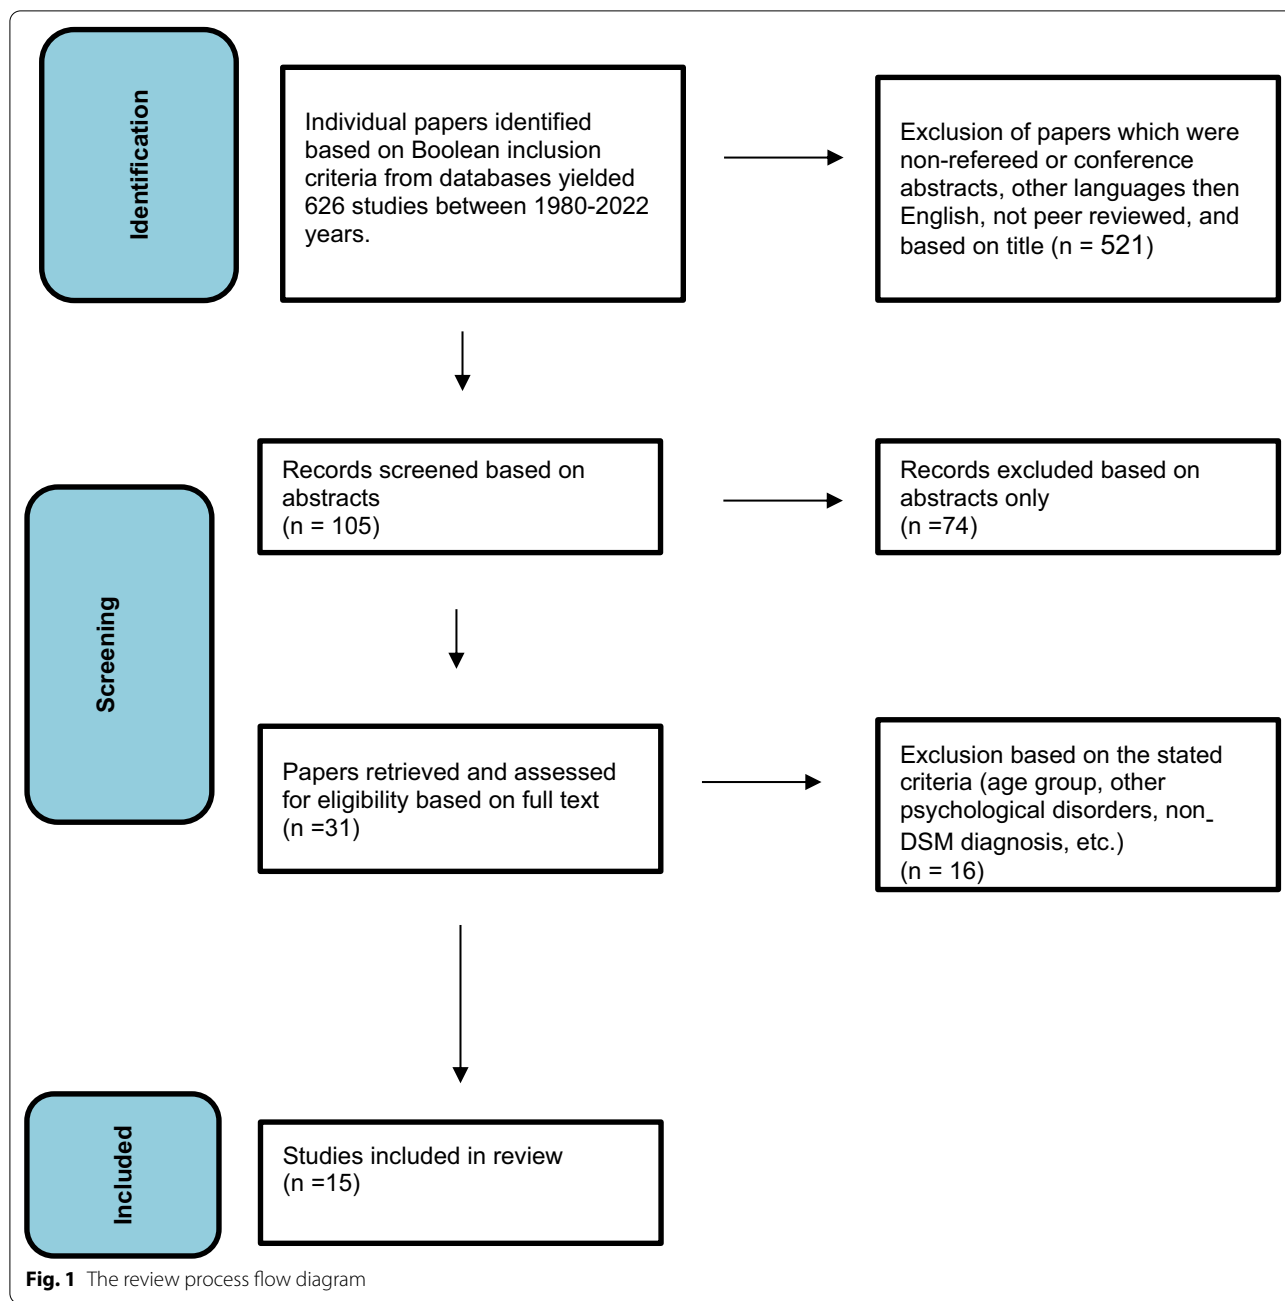 Identification
Individual papers identified
based on Boolean inclusion
criteria from databases yielded
626 studies between 1980-2022
years.
Exclusion of papers which were
non-refereed or conference
abstracts, other languages then
English, not peer reviewed, and
based on title (n = 521)
Screening
Records screened based on
abstracts
(n = 105)
Records excluded based on
abstracts only
(n =74)
Papers retrieved and assessed
for eligibility based on full text
(n =31)
Exclusion based on the stated
criteria (age group, other
psychological disorders, non-
DSM diagnosis, etc.)
(n = 16)
Included
Studies included in review
(n =15)
Fig. 1 The review process flow diagram